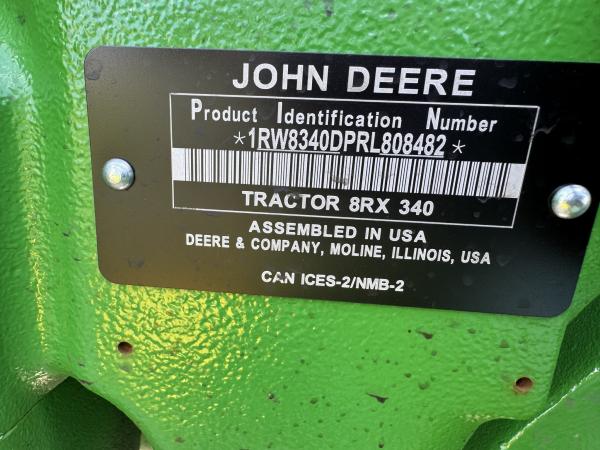 JOHN DEERE
Product Identification Number
*1RW8340DPRL808482*
TRACTOR 8RX 340
ASSEMBLED IN USA
DEERE & COMPANY, MOLINE, ILLINOIS, USA
CAN ICES-2/NMB-2